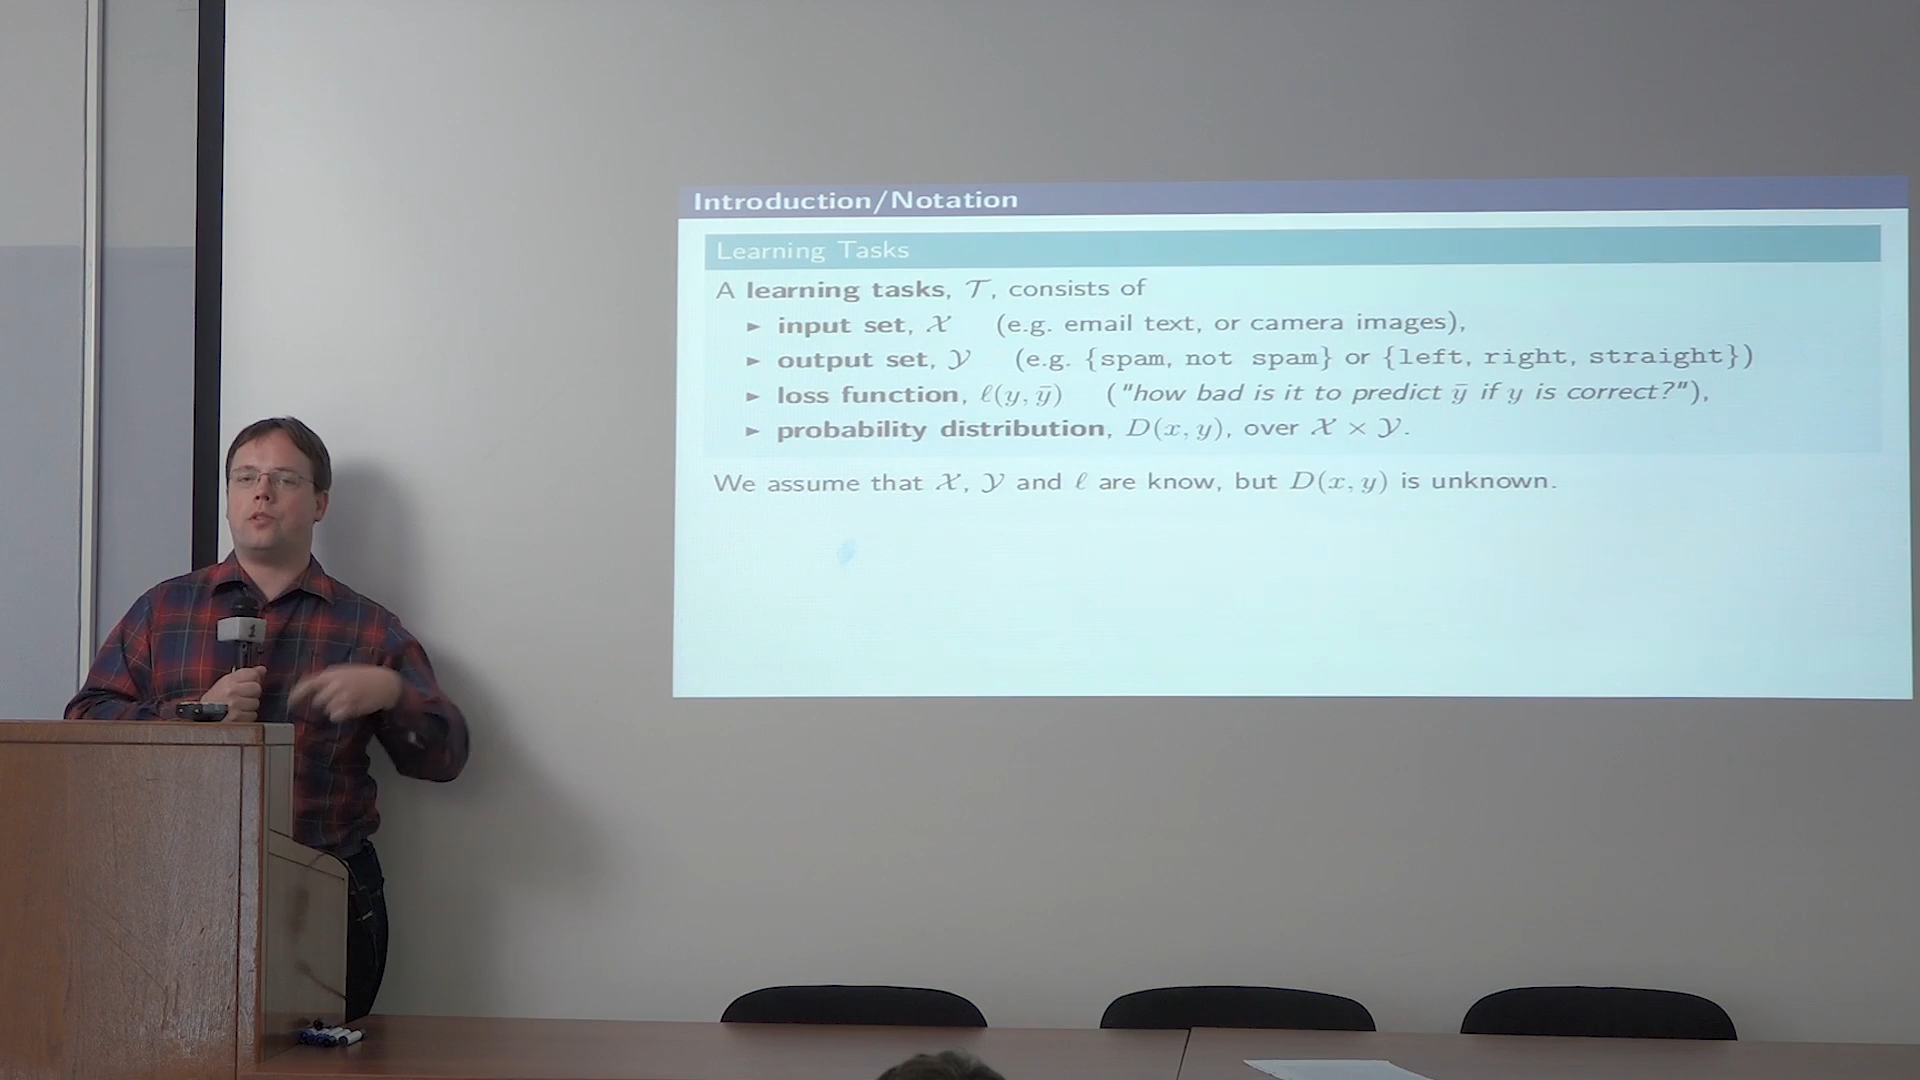 Introduction/Notation
Learning Tasks
A learning tasks, 𝒯, consists of
► input set, 𝒳 (e.g. email text, or camera images),
► output set, 𝒴 (e.g. {spam, not spam} or {left, right, straight})
► loss function, ℓ(y, ȳ) ("how bad is it to predict ȳ if y is correct?"),
► probability distribution, D(x, y), over 𝒳 × 𝒴.
We assume that 𝒳, 𝒴 and ℓ are know, but D(x, y) is unknown.
1